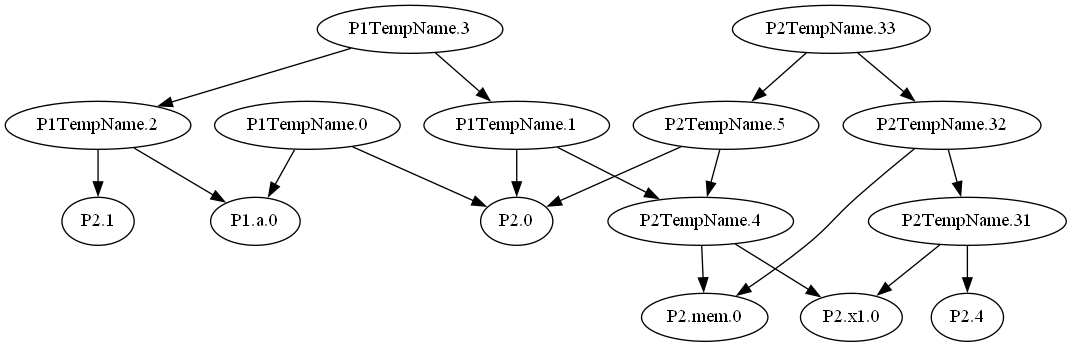 P1TempName.3
P2TempName.33
P1TempName.2
P1TempName.0
P1TempName.1
P2TempName.5
P2TempName.32
P2.1
P1.a.0
P2.0
P2TempName.4
P2TempName.31
P2.mem.0
P2.x1.0
P2.4